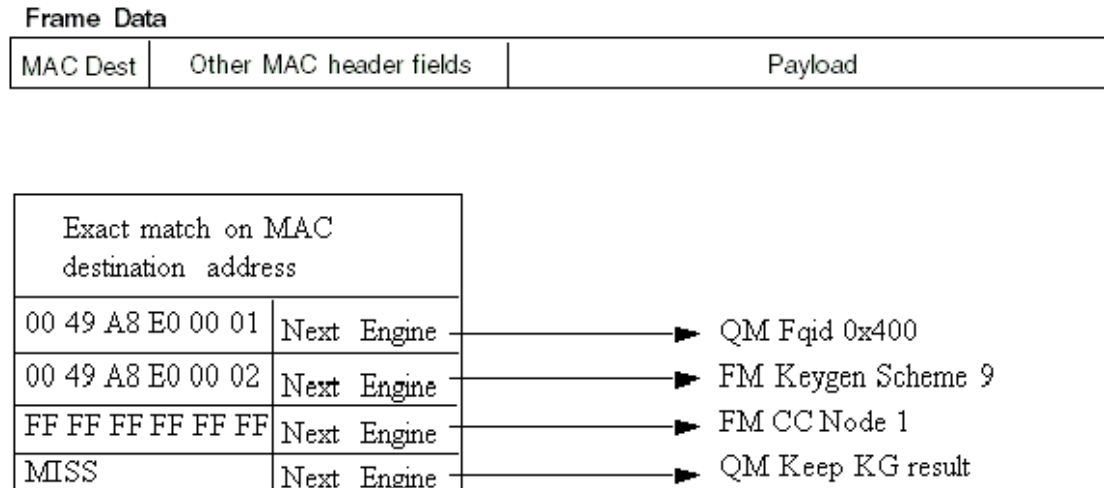 Frame Data
MAC Dest Other MAC header fields Payload
Exact match on MAC
destination address
00 49 A8 E0 00 01 Next Engine QM Fqid 0x400
00 49 A8 E0 00 02 Next Engine FM Keygen Scheme 9
FF FF FF FF FF FF Next Engine FM CC Node 1
MISS Next Engine QM Keep KG result